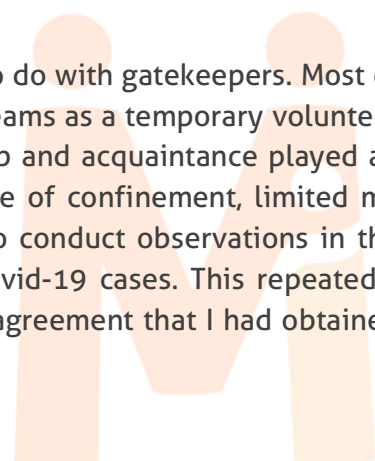 do with gatekeepers. Most
eams as a temporary volunte
and acquaintance played a
e of confinement, limited m
conduct observations in th
vid-19 cases. This repeated
agreement that I had obtaine